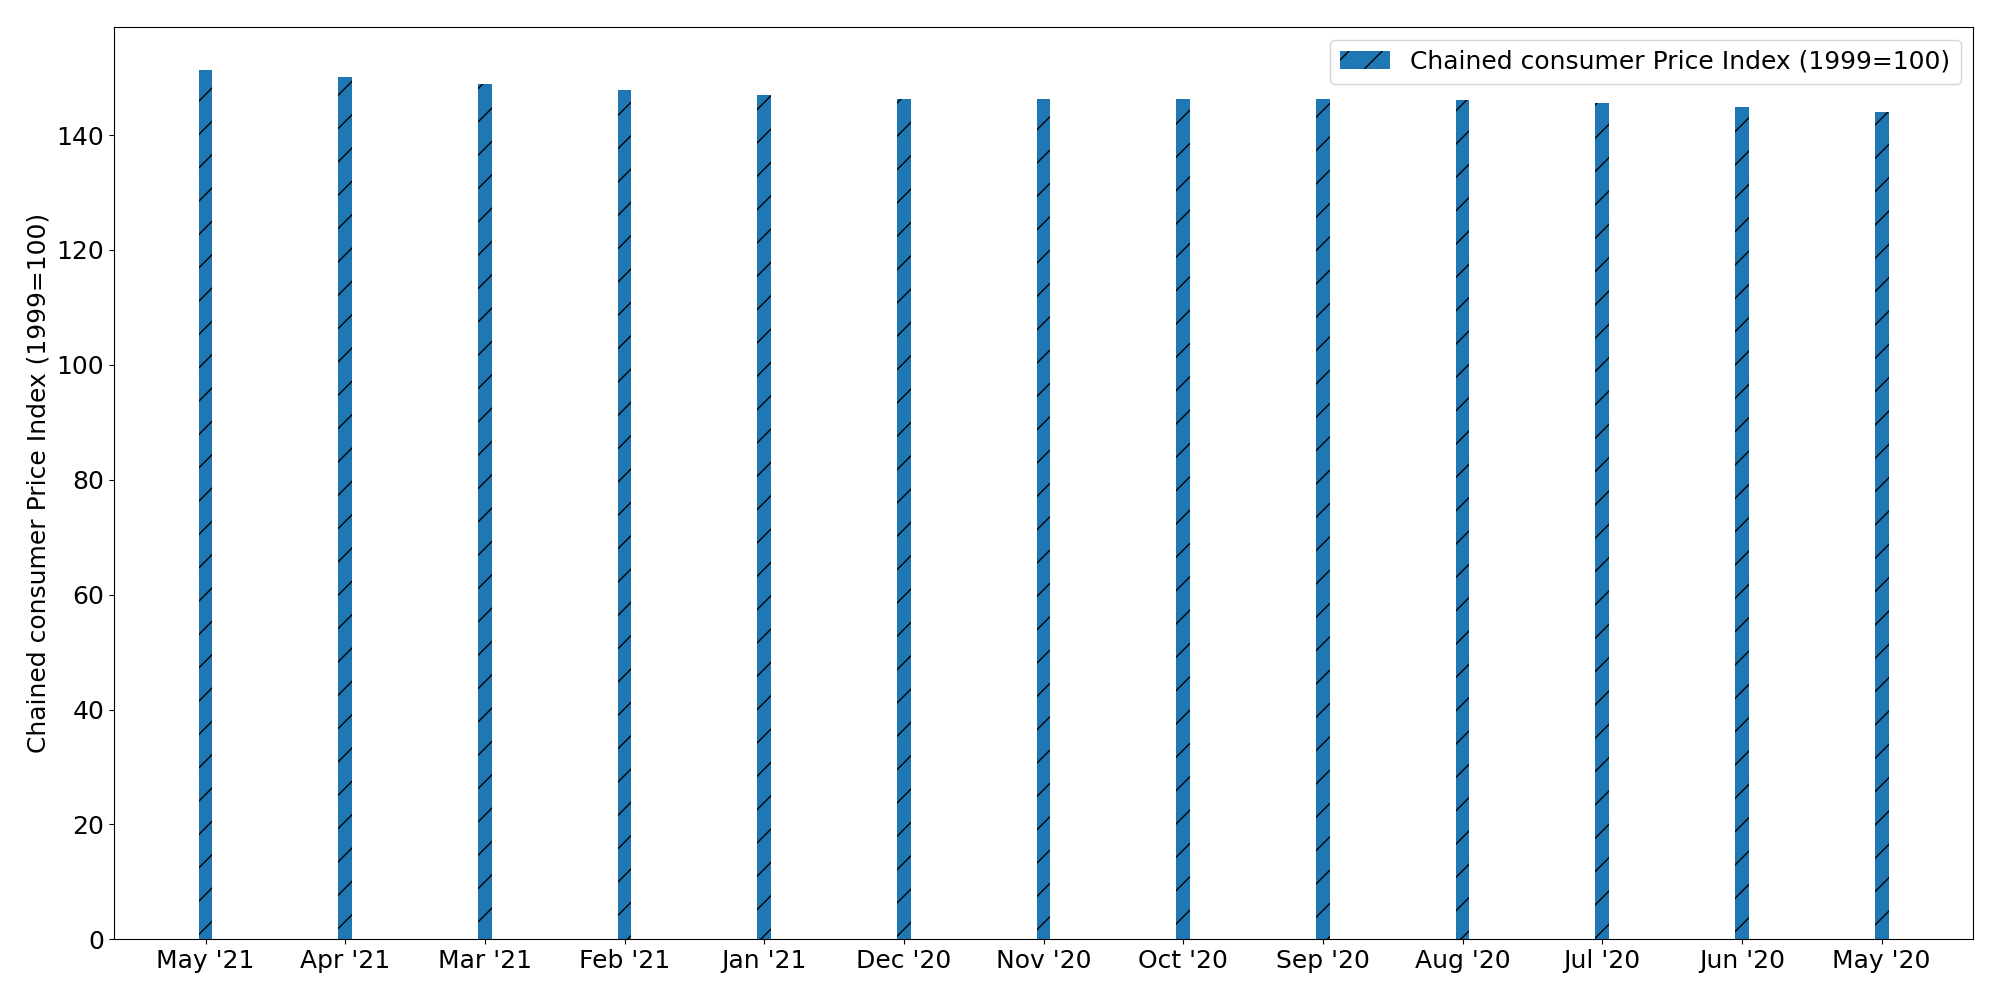 Chained consumer Price Index (1999=100)
Chained consumer Price Index (1999=100)
140
120
100
80
60
40
20
0
May '21 Apr '21 Mar '21 Feb '21 Jan '21 Dec '20 Nov '20 Oct '20 Sep '20 Aug '20 Jul '20 Jun '20 May '20